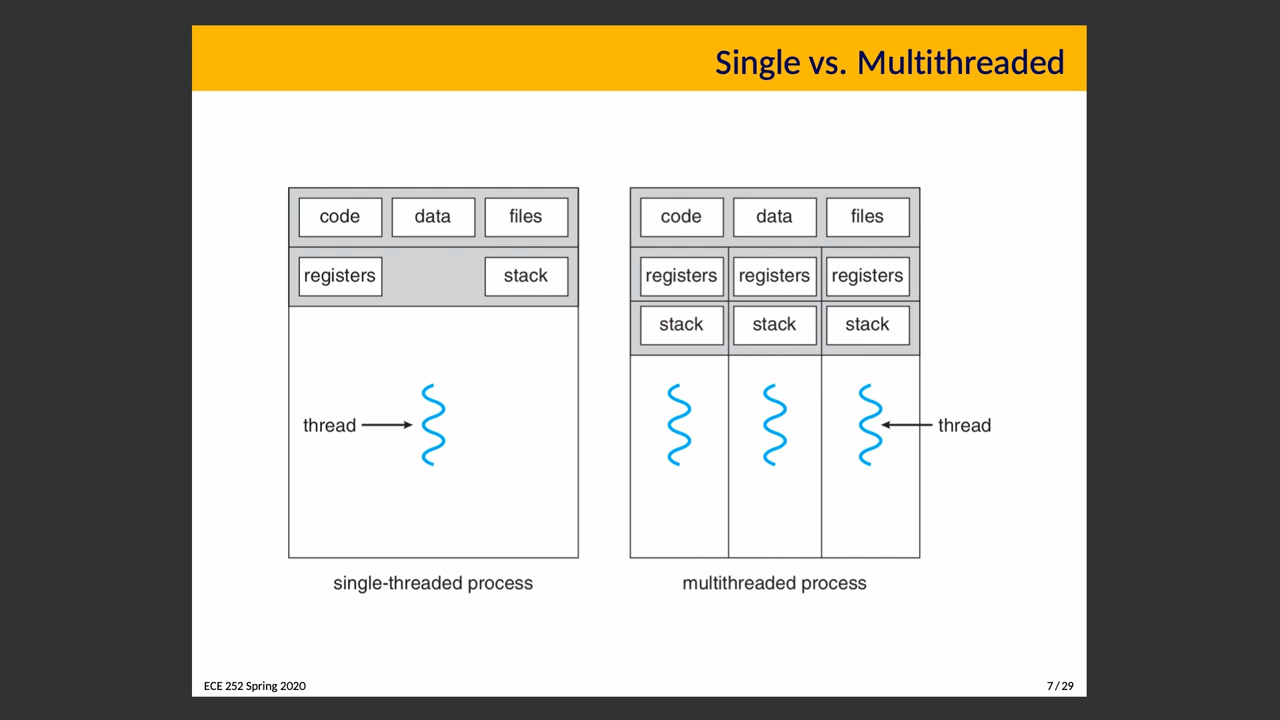 Single vs. Multithreaded
code data files
registers stack
thread
single-threaded process
code data files
registers registers registers
stack stack stack
thread
multithreaded process
ECE 252 Spring 2020
7 / 29